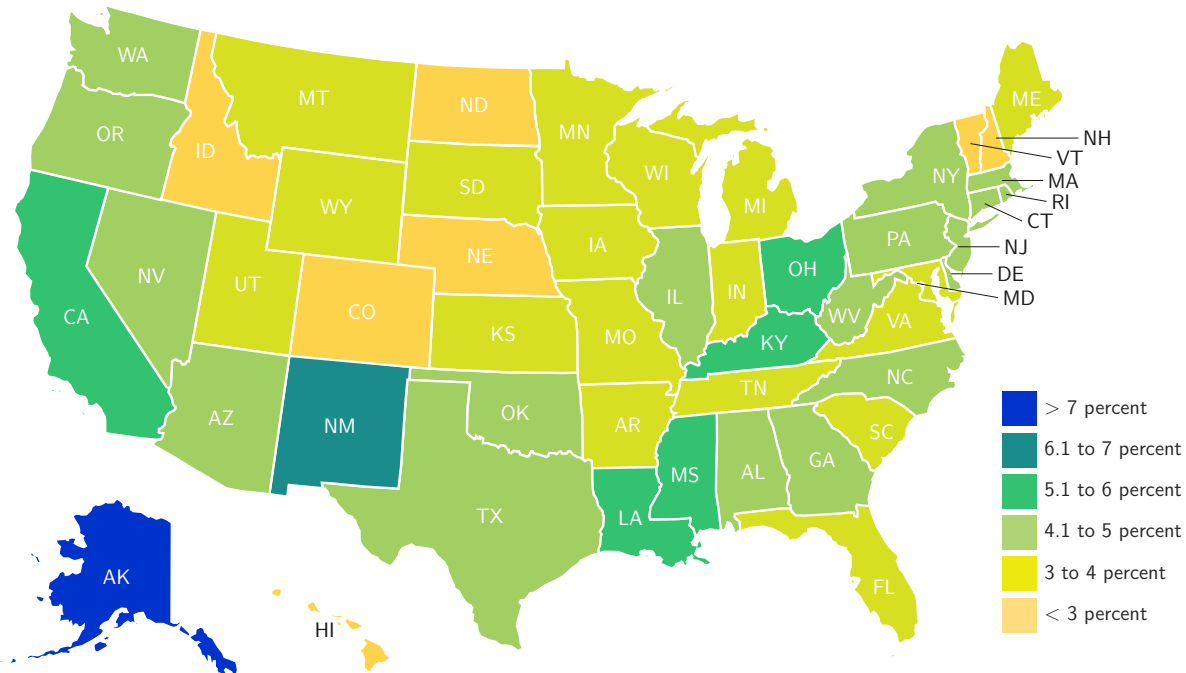 WA
MT
ND
ME
MN
OR
NH
ID
VT
WI
NY
MA
SD
RI
MI
WY
CT
PA
IA
NJ
NE
OH
NV
DE
UT
IN
IL
MD
CO
WV
CA
VA
KS
MO
KY
NC
TN
> 7 percent
OK
AZ
NM
AR
SC
6.1 to 7 percent
GA
AL
MS
5.1 to 6 percent
TX
LA
4.1 to 5 percent
3 to 4 percent
AK
FL
< 3 percent
HI